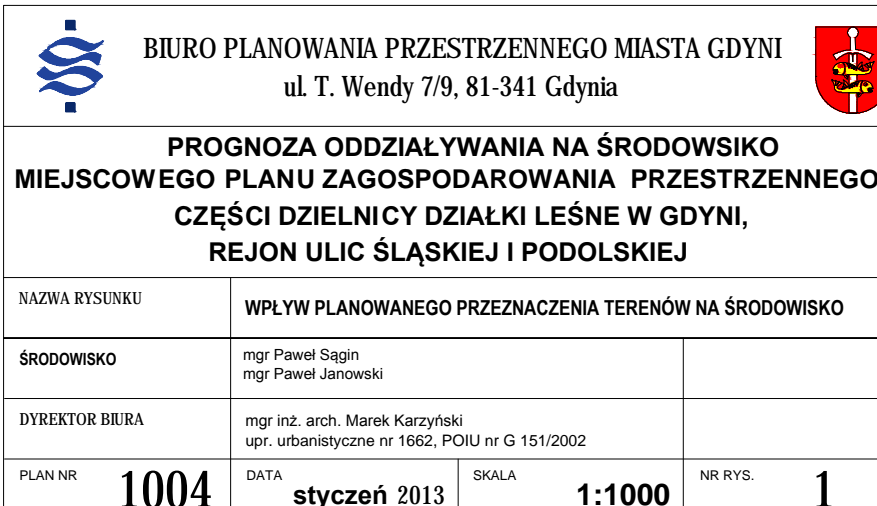 BIURO PLANOWANIA PRZESTRZENNEGO MIASTA GDYNI
ul. T. Wendy 7/9, 81-341 Gdynia
PROGNOZA ODDZIAŁYWANIA NA ŚRODOWSIKO
MIEJSCOWEGO PLANU ZAGOSPODAROWANIA PRZESTRZENNEGO
CZĘŚCI DZIELNICY DZIAŁKI LEŚNE W GDYNI,
REJON ULIC ŚLĄSKIEJ I PODOLSKIEJ
NAZWA RYSUNKU
WPŁYW PLANOWANEGO PRZEZNACZENIA TERENÓW NA ŚRODOWISKO
ŚRODOWISKO
mgr Paweł Sągin
mgr Paweł Janowski
DYREKTOR BIURA
mgr inż. arch. Marek Karzyński
upr. urbanistyczne nr 1662, POIU nr G 151/2002
PLAN NR 1004
DATA styczeń 2013
SKALA 1:1000
NR RYS. 1